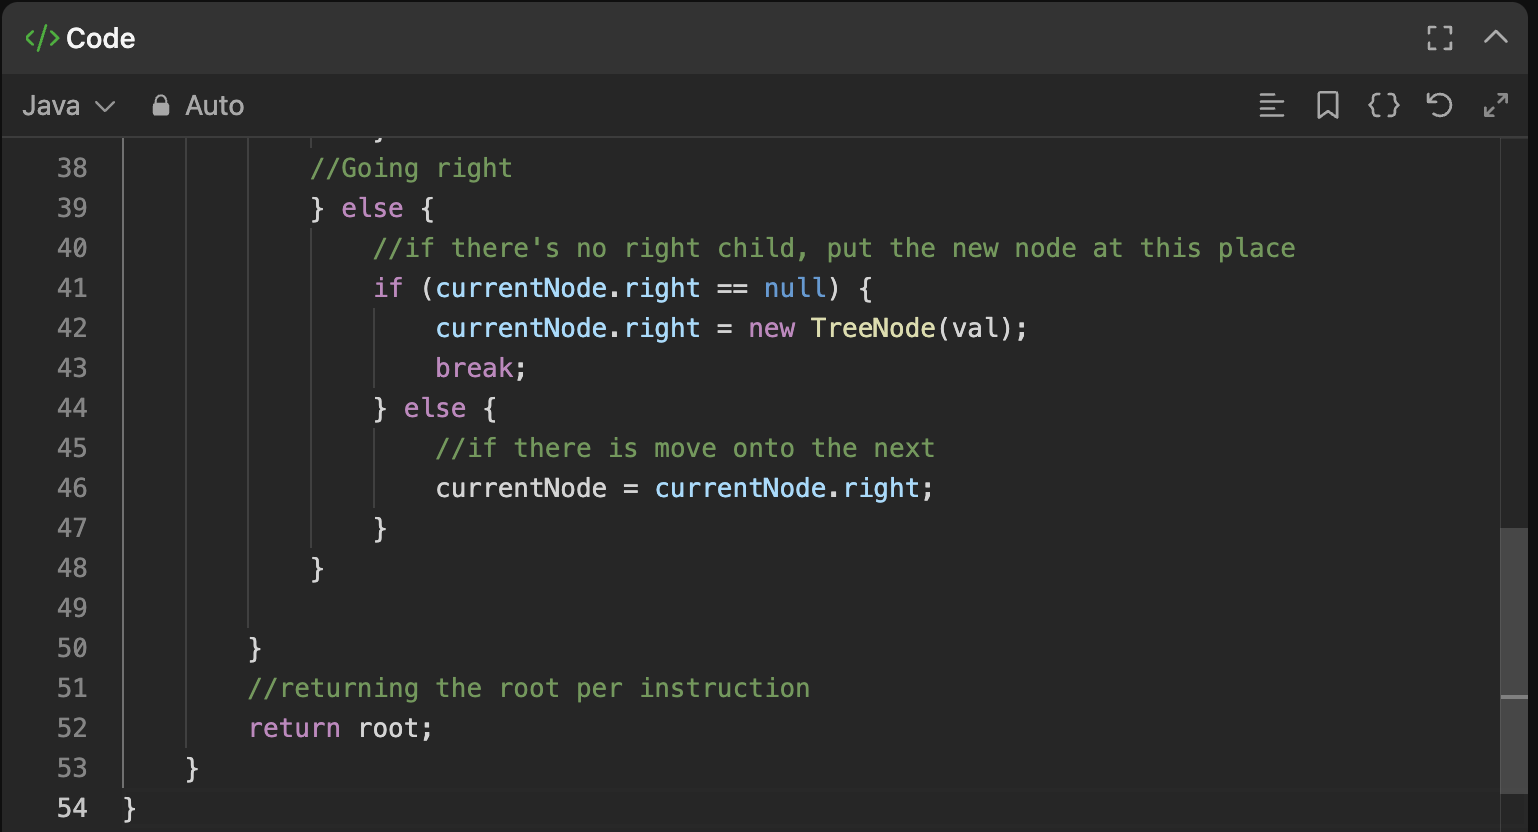 </> Code
Java Auto
38 //Going right
39 } else {
40 //if there's no right child, put the new node at this place
41 if (currentNode.right == null) {
42 currentNode.right = new TreeNode(val);
43 break;
44 } else {
45 //if there is move onto the next
46 currentNode = currentNode.right;
47 }
48 }
49
50 }
51 //returning the root per instruction
52 return root;
53 }
54 }